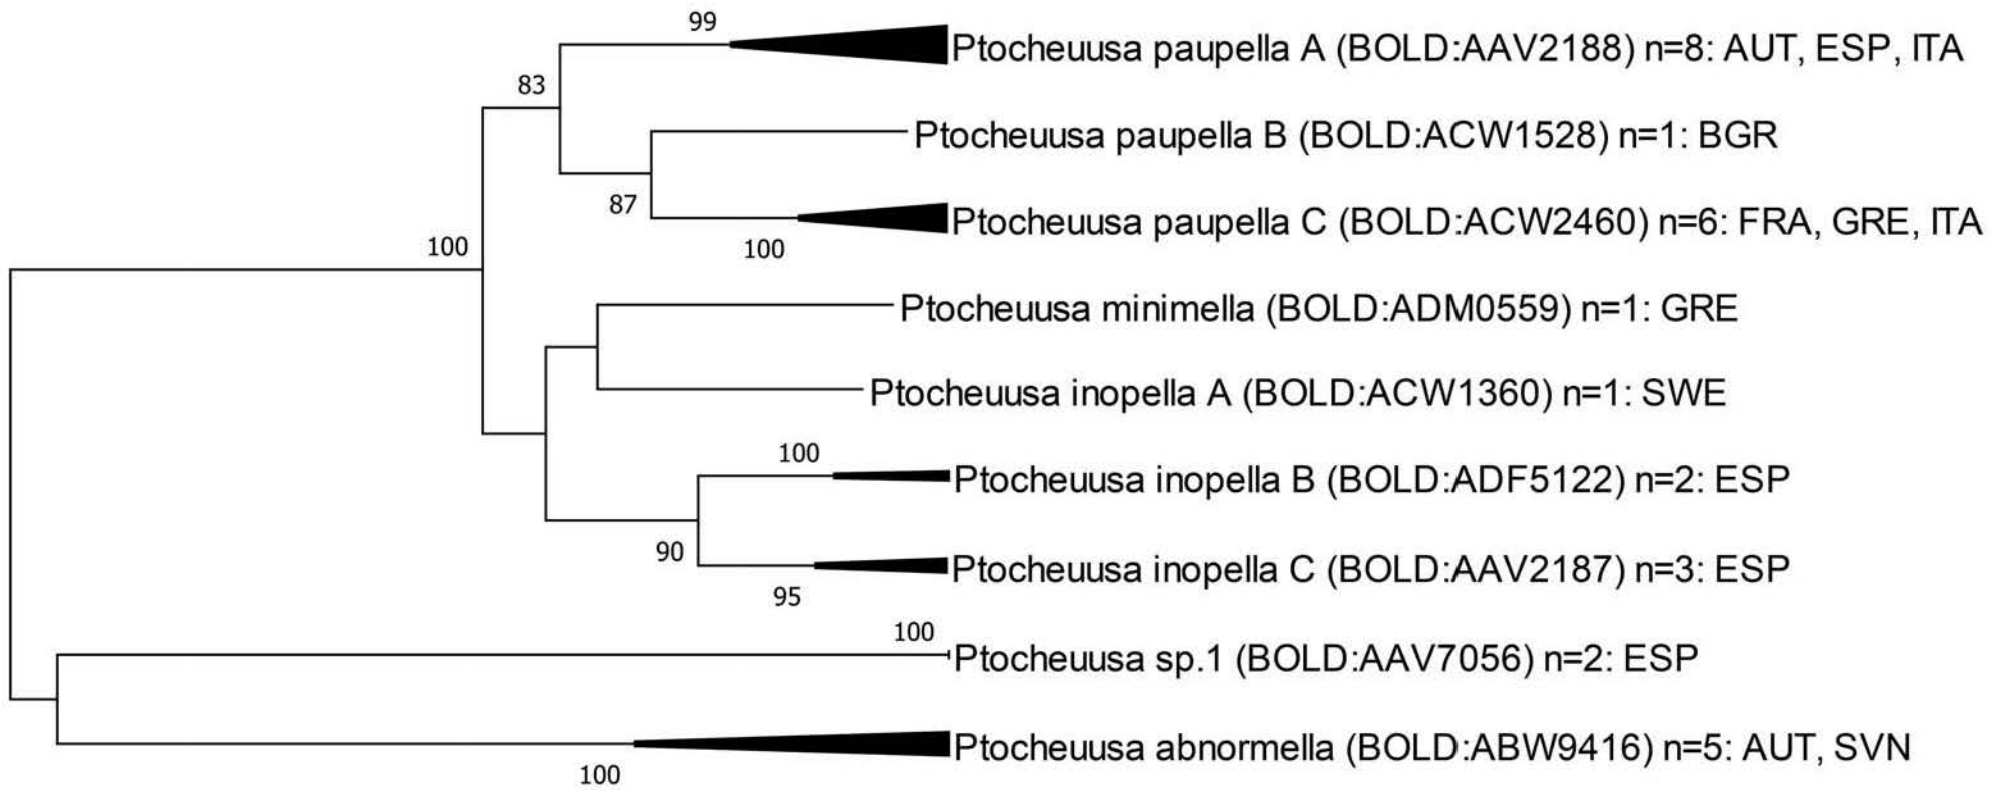 99
Ptocheuusa paupella A (BOLD:AAV2188) n=8: AUT, ESP, ITA
83
Ptocheuusa paupella B (BOLD:ACW1528) n=1: BGR
87
Ptocheuusa paupella C (BOLD:ACW2460) n=6: FRA, GRE, ITA
100
100
Ptocheuusa minimella (BOLD:ADM0559) n=1: GRE
Ptocheuusa inopella A (BOLD:ACW1360) n=1: SWE
100
Ptocheuusa inopella B (BOLD:ADF5122) n=2: ESP
90
Ptocheuusa inopella C (BOLD:AAV2187) n=3: ESP
95
100
Ptocheuusa sp.1 (BOLD:AAV7056) n=2: ESP
Ptocheuusa abnormella (BOLD:ABW9416) n=5: AUT, SVN
100